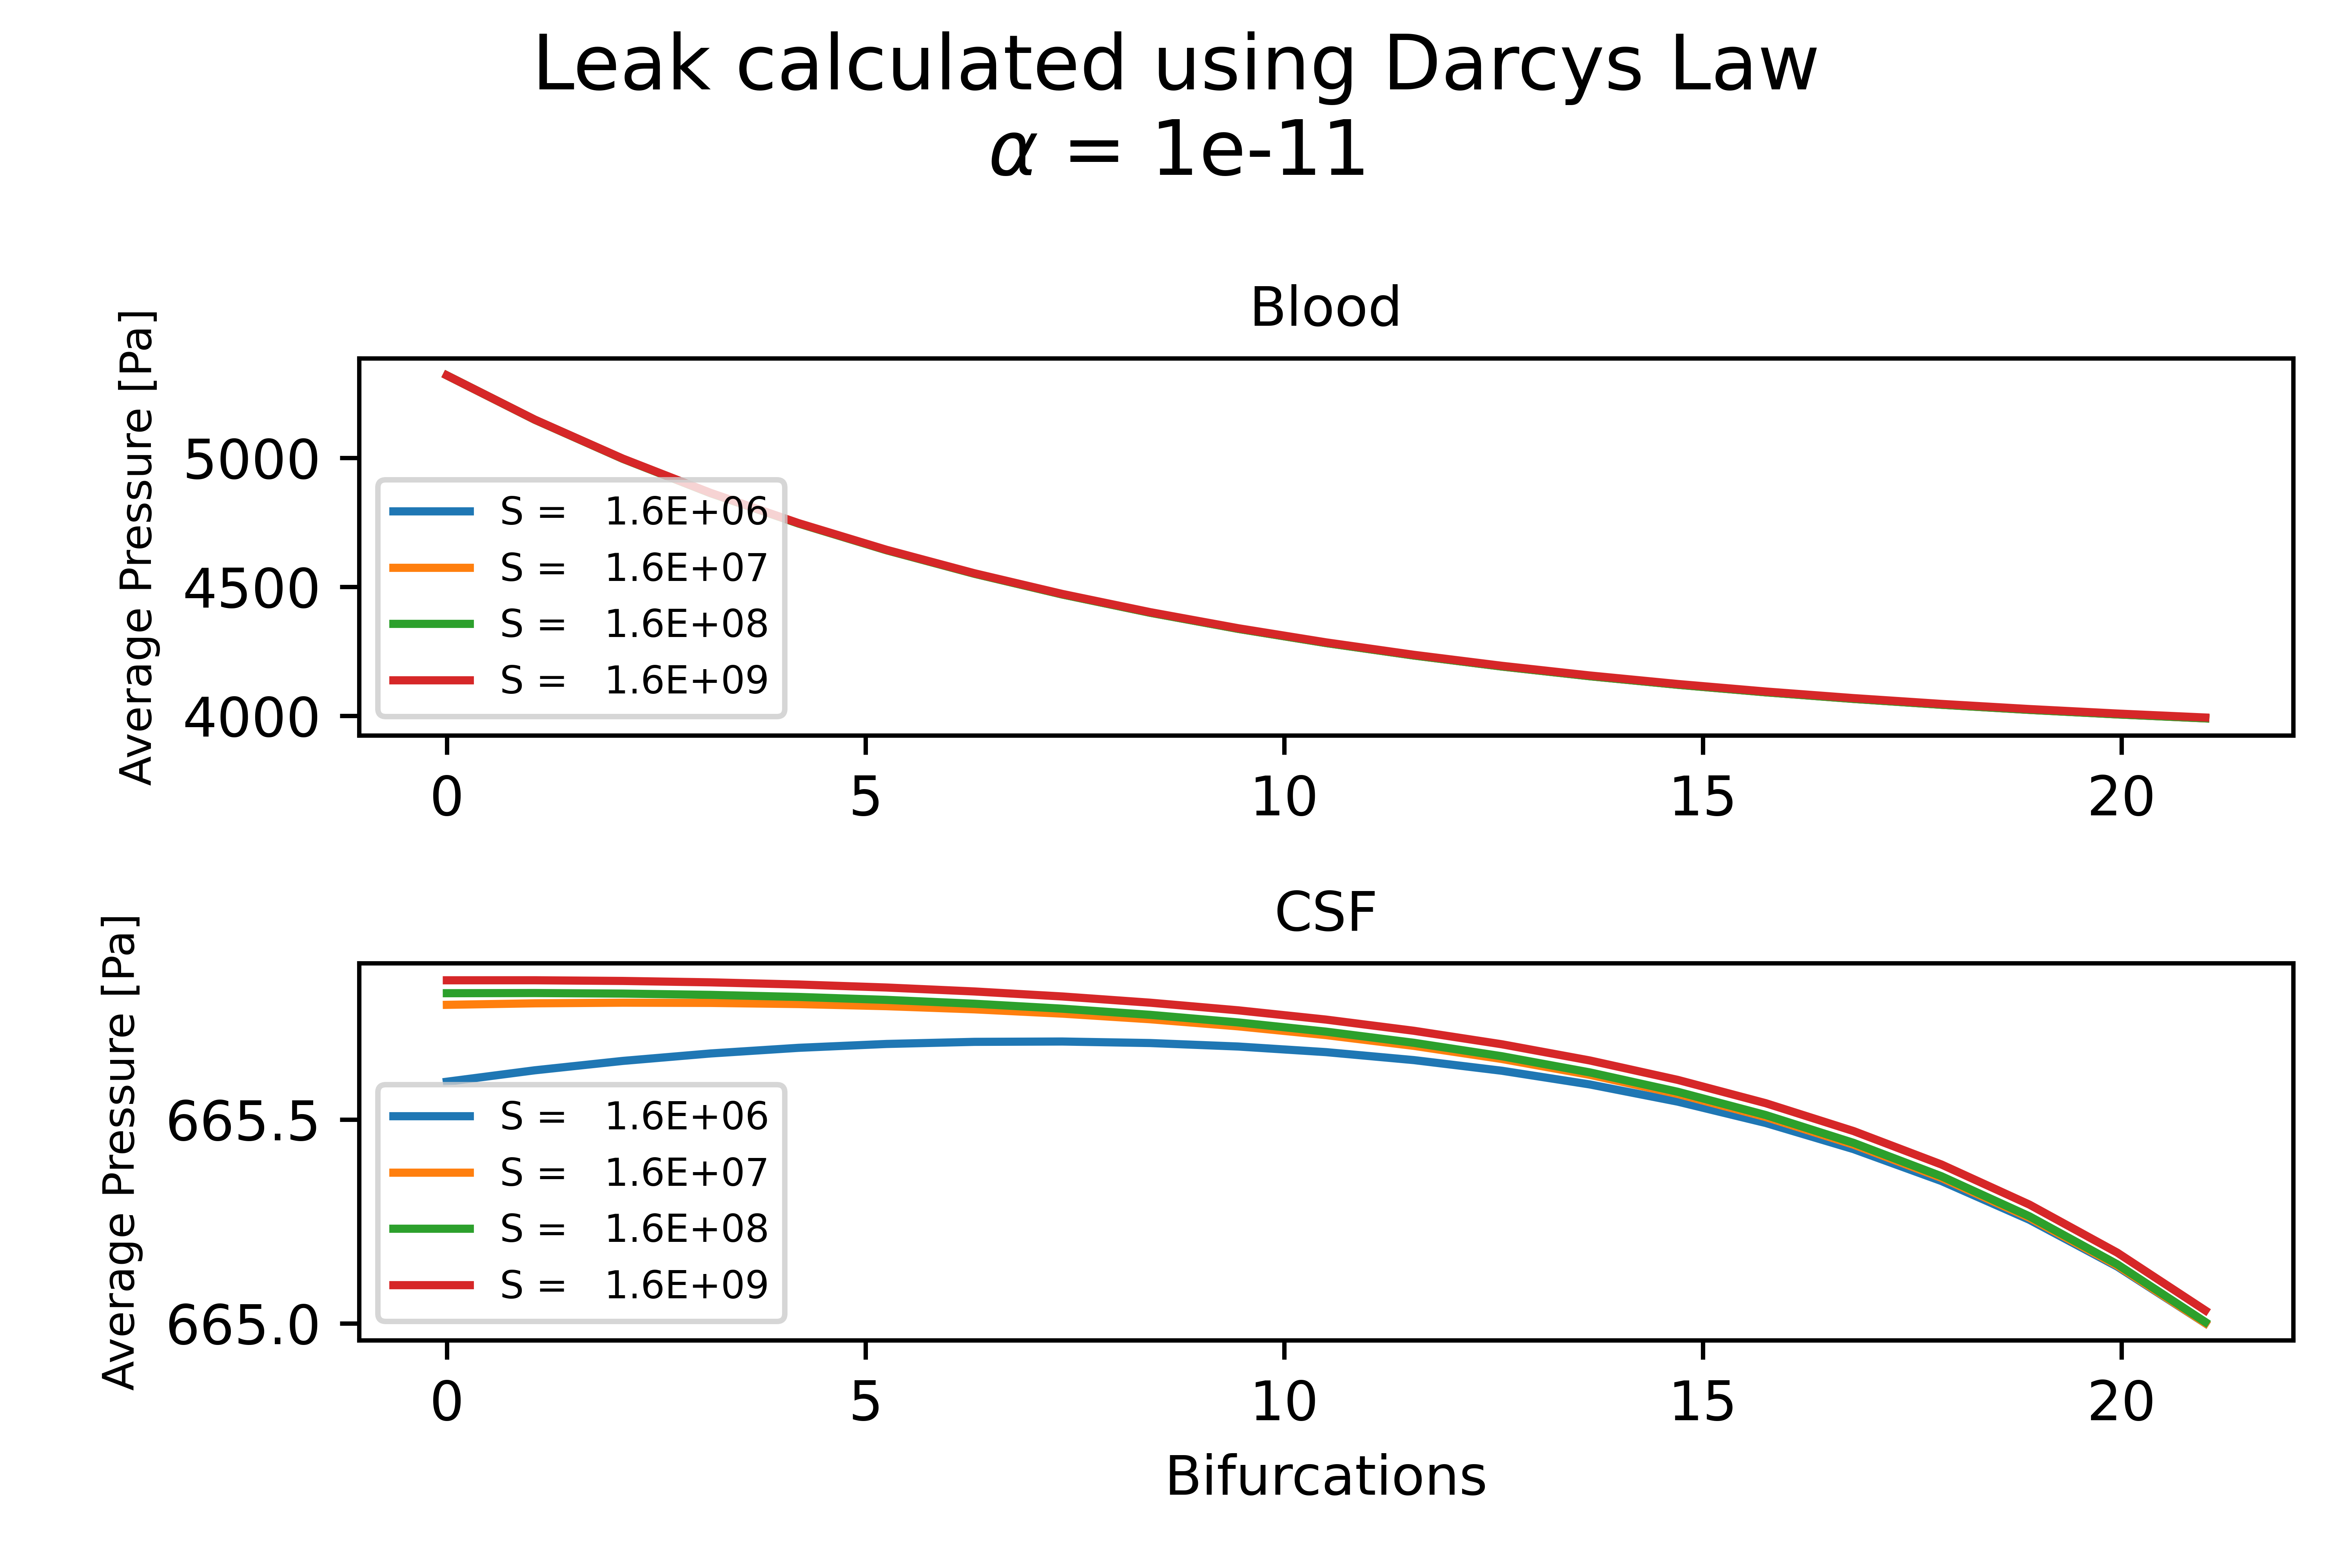 Leak calculated using Darcys Law
α = 1e-11
Blood
Average Pressure [Pa]
5000
4500
4000
S = 1.6E+06
S = 1.6E+07
S = 1.6E+08
S = 1.6E+09
0 5 10 15 20
CSF
Average Pressure [Pa]
665.5
665.0
S = 1.6E+06
S = 1.6E+07
S = 1.6E+08
S = 1.6E+09
0 5 10 15 20
Bifurcations